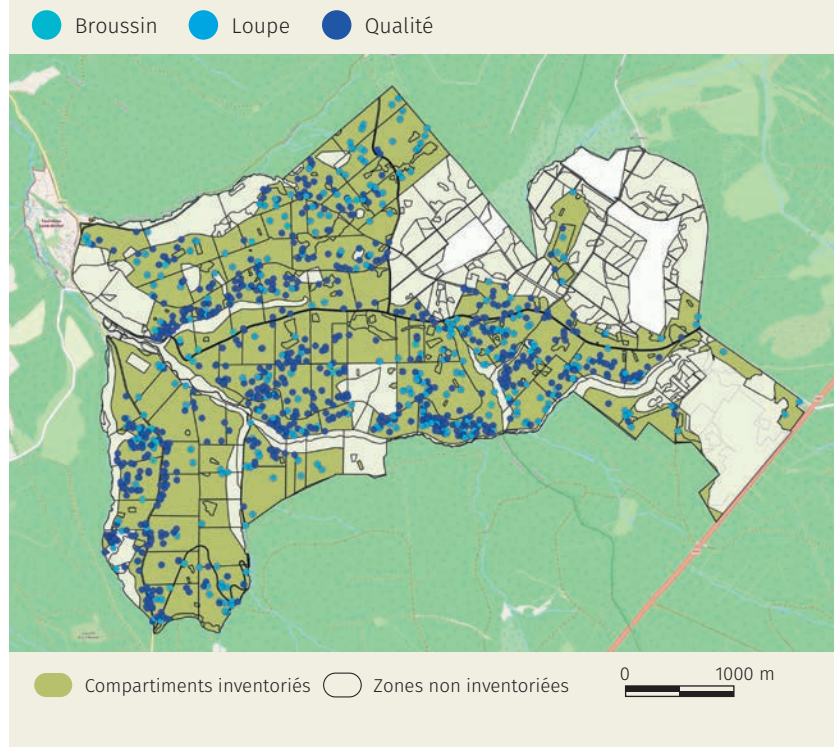 Broussin Loupe Qualité
Compartiments inventoriés Zones non inventoriées 0 1000 m